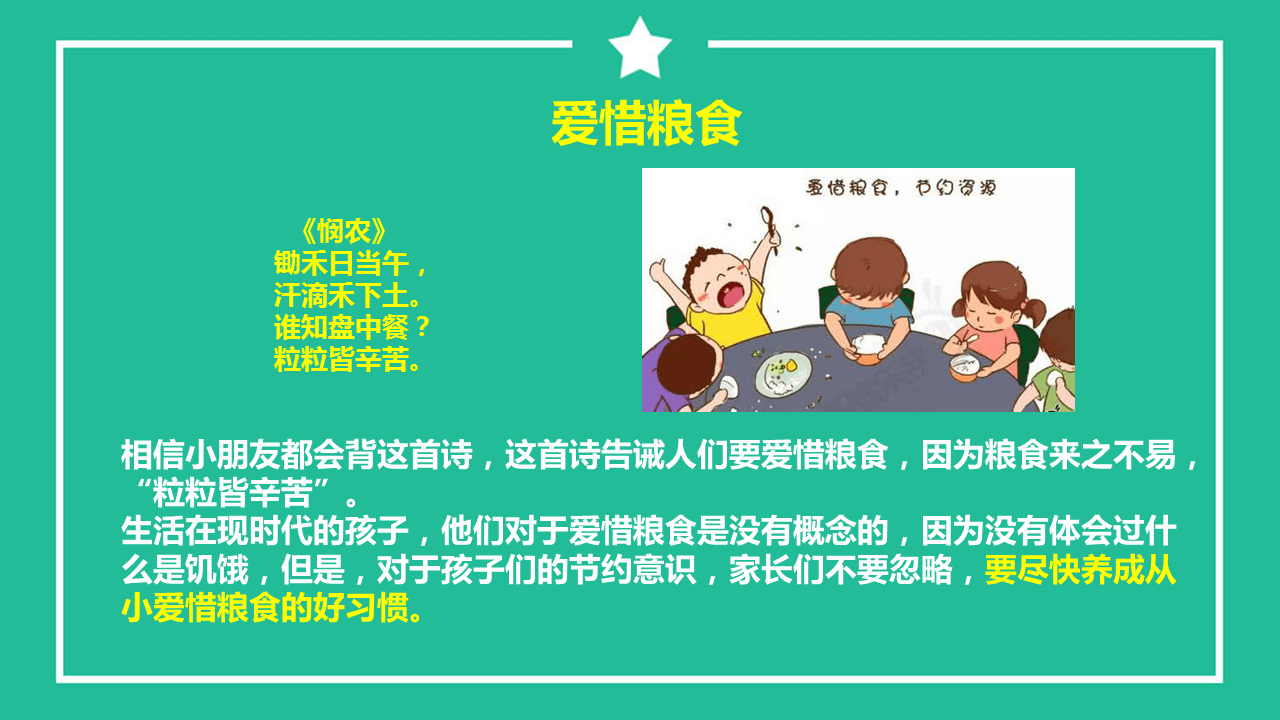 爱惜粮食
爱惜粮食，节约资源
《悯农》
锄禾日当午，
汗滴禾下土。
谁知盘中餐？
粒粒皆辛苦。
相信小朋友都会背这首诗，这首诗告诫人们要爱惜粮食，因为粮食来之不易，
“粒粒皆辛苦”。
生活在现时代的孩子，他们对于爱惜粮食是没有概念的，因为没有体会过什
么是饥饿，但是，对于孩子们的节约意识，家长们不要忽略，要尽快养成从
小爱惜粮食的好习惯。